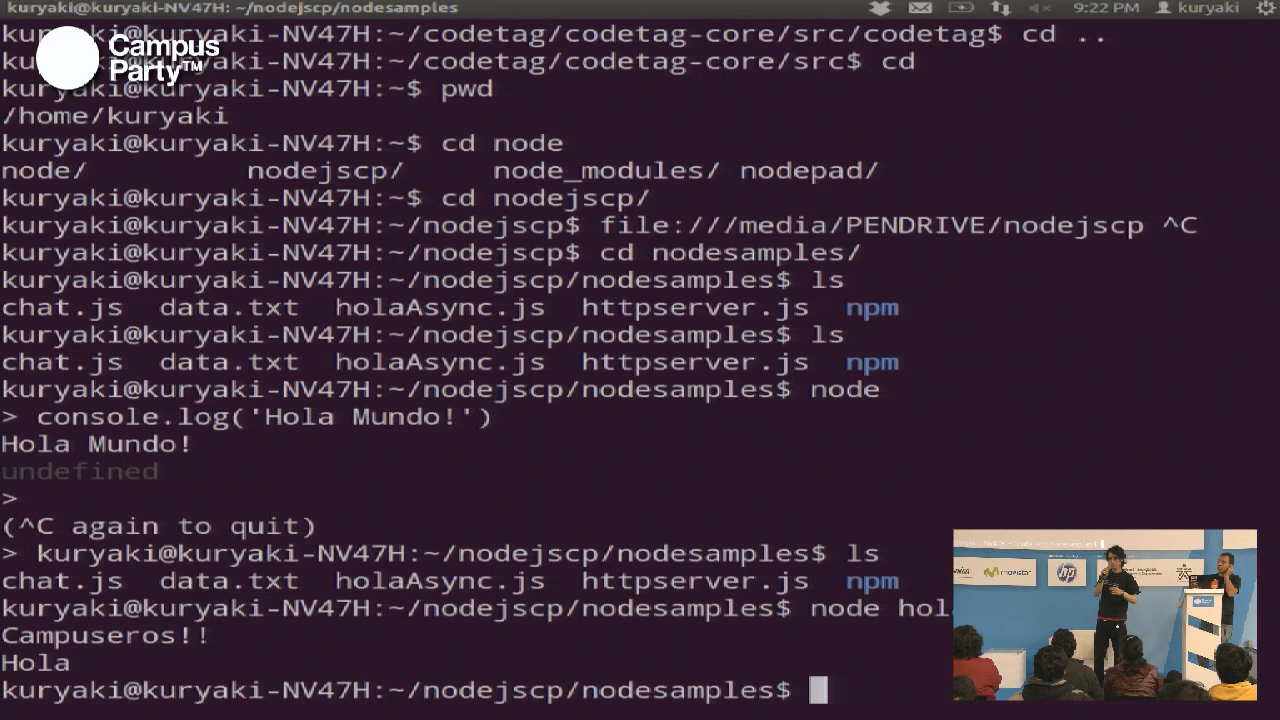 kuryaki@kuryaki-NV47H: ~/nodejscp/nodesamples
9:22 PM kuryaki
Campus
Party™
kuryaki@kuryaki-NV47H:~/codetag/codetag-core/src/codetag$ cd ..
kuryaki@kuryaki-NV47H:~/codetag/codetag-core/src$ cd
kuryaki@kuryaki-NV47H:~$ pwd
/home/kuryaki
kuryaki@kuryaki-NV47H:~$ cd node
node/ nodejscp/ node_modules/ nodepad/
kuryaki@kuryaki-NV47H:~$ cd nodejscp/
kuryaki@kuryaki-NV47H:~/nodejscp$ file:///media/PENDRIVE/nodejscp ^C
kuryaki@kuryaki-NV47H:~/nodejscp$ cd nodesamples/
kuryaki@kuryaki-NV47H:~/nodejscp/nodesamples$ ls
chat.js data.txt holaAsync.js httpserver.js npm
kuryaki@kuryaki-NV47H:~/nodejscp/nodesamples$ ls
chat.js data.txt holaAsync.js httpserver.js npm
kuryaki@kuryaki-NV47H:~/nodejscp/nodesamples$ node
> console.log('Hola Mundo!')
Hola Mundo!
undefined
>
(^C again to quit)
> kuryaki@kuryaki-NV47H:~/nodejscp/nodesamples$ ls
chat.js data.txt holaAsync.js httpserver.js npm
kuryaki@kuryaki-NV47H:~/nodejscp/nodesamples$ node hol
Campuseros!!
Hola
kuryaki@kuryaki-NV47H:~/nodejscp/nodesamples$
movistar
hp